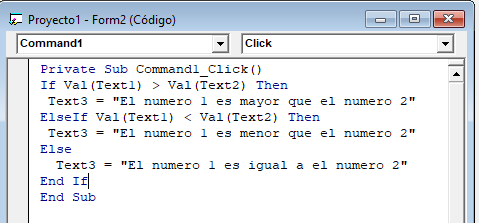 Proyecto1 - Form2 (Código)
Command1 Click
Private Sub Command1_Click()
If Val(Text1) > Val(Text2) Then
Text3 = "El numero 1 es mayor que el numero 2"
ElseIf Val(Text1) < Val(Text2) Then
Text3 = "El numero 1 es menor que el numero 2"
Else
Text3 = "El numero 1 es igual a el numero 2"
End If
End Sub